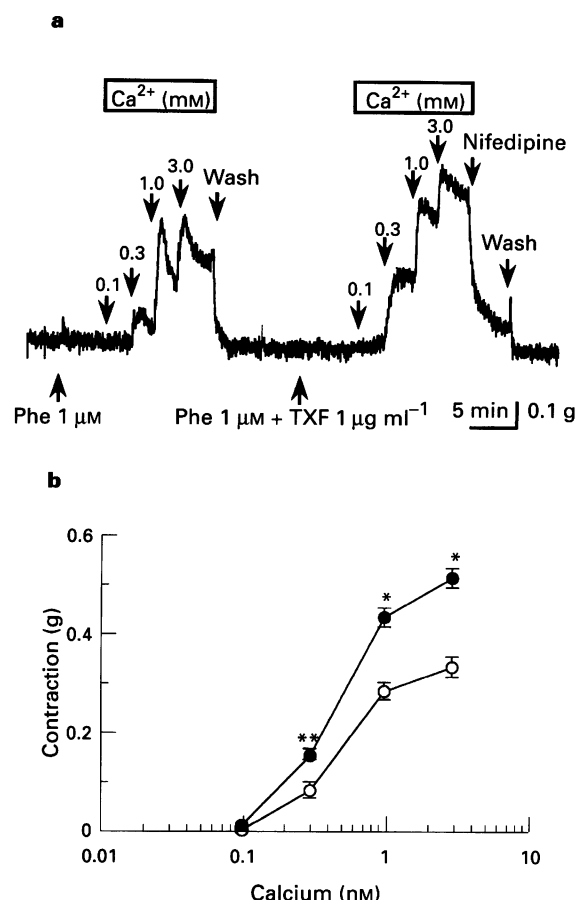 a
Ca²⁺ (mM) Ca²⁺ (mM)
0.1 0.3 1.0 3.0 Wash 0.1 0.3 1.0 3.0 Nifedipine Wash
Phe 1 μM Phe 1 μM + TXF 1 μg ml⁻¹ 5 min 0.1 g
b
Contraction (g)
0.6
0.4
0.2
0
** * *
0.01 0.1 1 10
Calcium (nM)